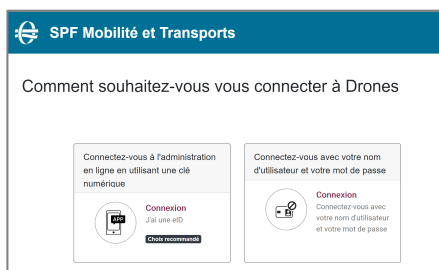 SPF Mobilité et Transports
Comment souhaitez-vous vous connecter à Drones
Connectez-vous à l'administration
en ligne en utilisant une clé
numérique
APP
Connexion
J'ai une eID
Choix recommandé
Connectez-vous avec votre nom
d'utilisateur et votre mot de passe
Connexion
Connectez-vous avec
votre nom d'utilisateur
et votre mot de passe